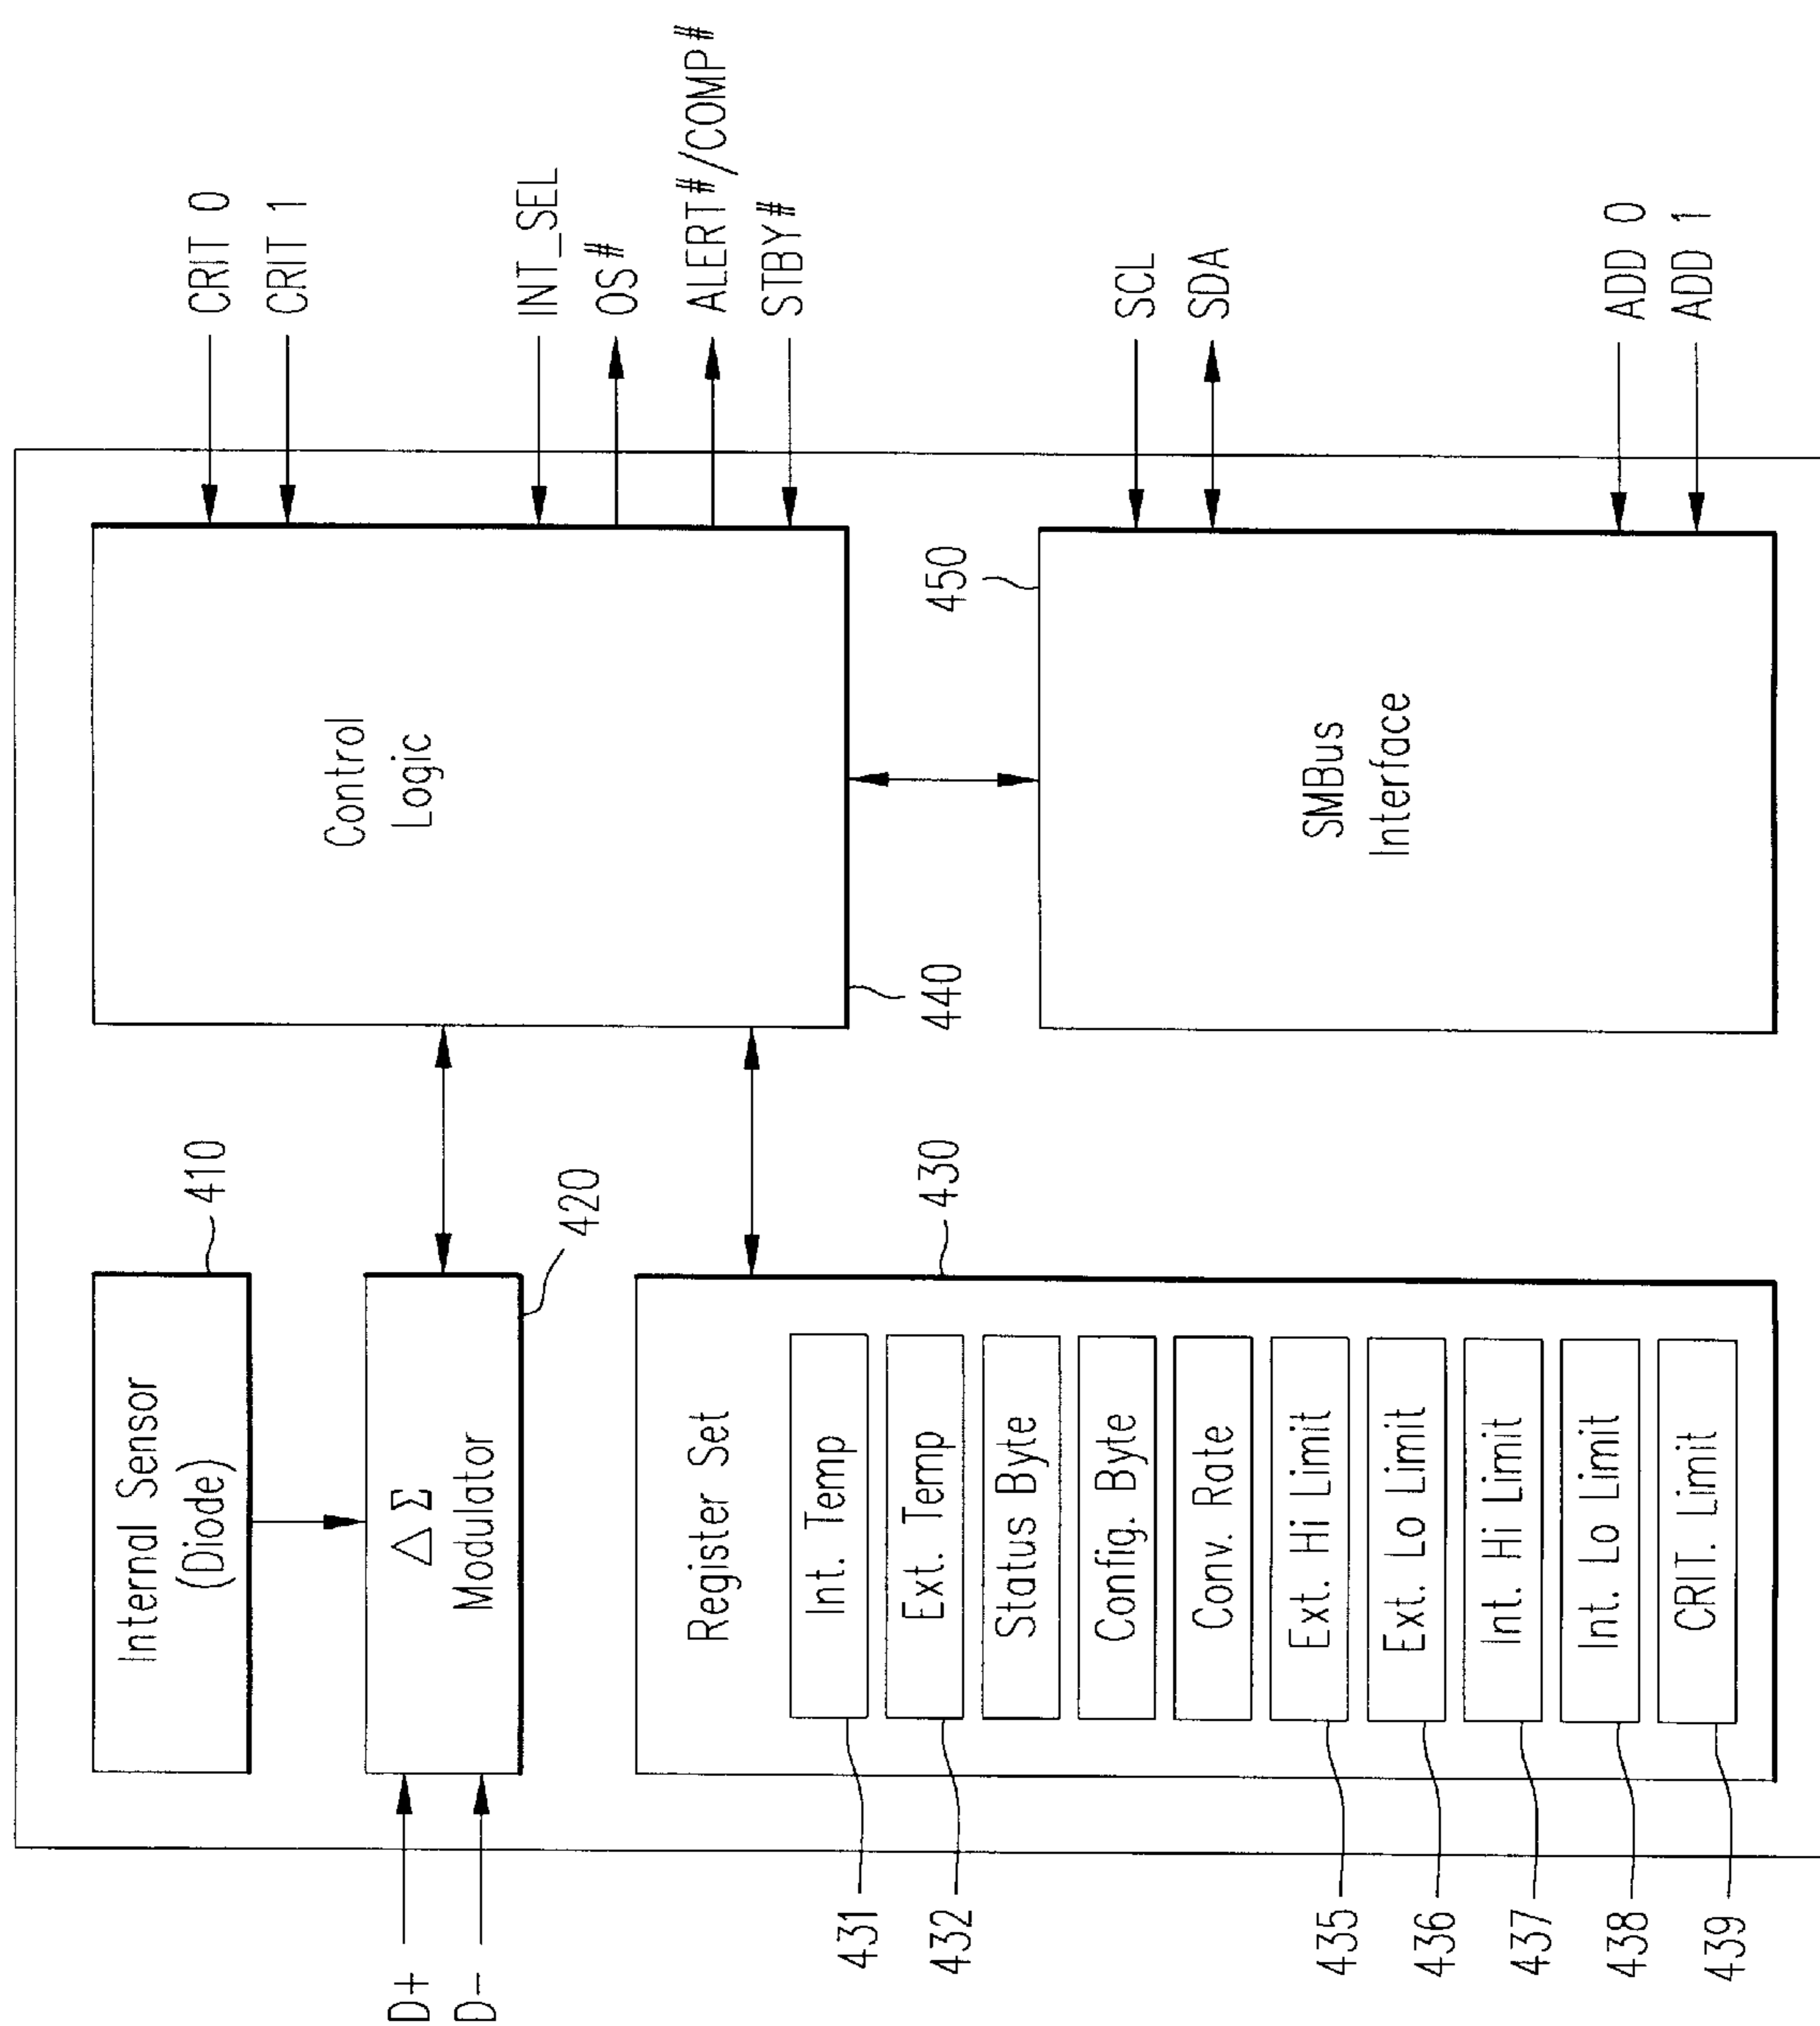 Internal Sensor
(Diode)
410
D+
D-
Δ Σ
Modulator
420
Register Set
430
Int. Temp
431
Ext. Temp
432
Status Byte
Config. Byte
Conv. Rate
Ext. Hi Limit
435
Ext. Lo Limit
436
Int. Hi Limit
437
Int. Lo Limit
438
CRIT. Limit
439
Control
Logic
440
CRIT 0
CRIT 1
INT_SEL
OS#
ALERT#/COMP#
STBY#
450
SMBus
Interface
SCL
SDA
ADD 0
ADD 1